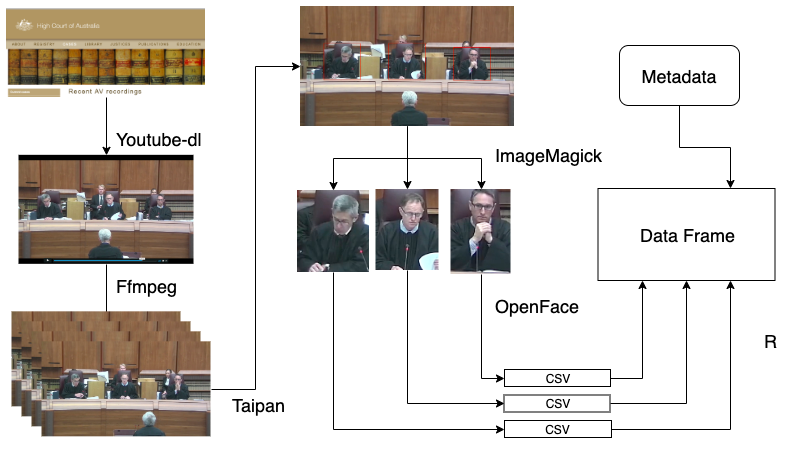 High Court of Australia
ABOUT REGISTRY CASES LIBRARY JUSTICES PUBLICATIONS EDUCATION
Recent AV recordings
Youtube-dl
Ffmpeg
Taipan
ImageMagick
OpenFace
CSV
CSV
CSV
Metadata
Data Frame
R